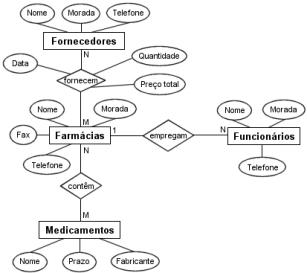 Nome
Morada
Telefone
Fornecedores
N
Quantidade
Data
fornecem
Preço total
M
Nome
Morada
Fax
Farmácias
1
empregam
N
Nome
Morada
Funcionários
Telefone
N
Telefone
contêm
M
Medicamentos
Nome
Prazo
Fabricante